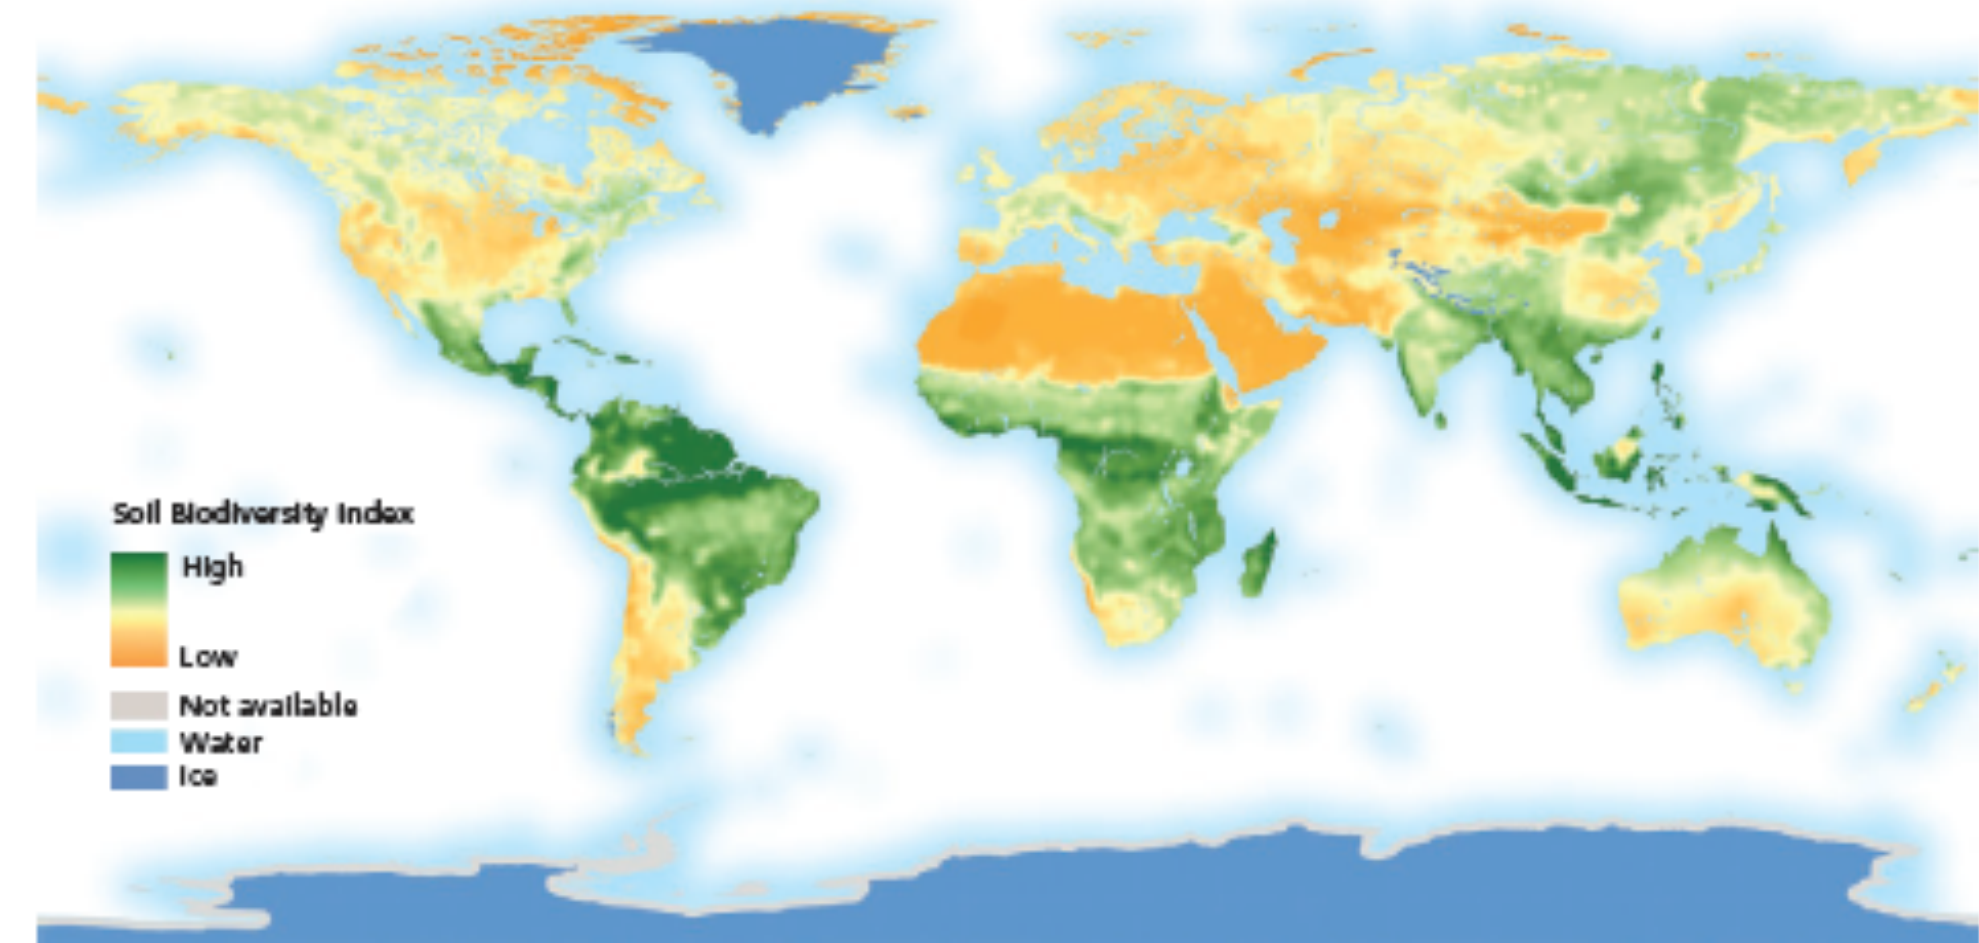 Soil Biodiversity Index
High
Low
Not available
Water
Ice